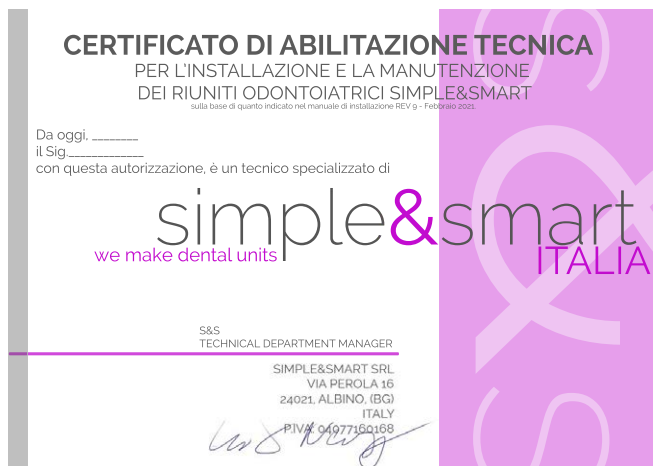 CERTIFICATO DI ABILITAZIONE TECNICA
PER L'INSTALLAZIONE E LA MANUTENZIONE
DEI RIUNITI ODONTOIATRICI SIMPLE&SMART
sulla base di quanto indicato nel manuale di installazione REV 9 - Febbraio 2021.
Da oggi, ________
il Sig.____________
con questa autorizzazione, è un tecnico specializzato di
simple&smart
we make dental units
ITALIA
S&S
TECHNICAL DEPARTMENT MANAGER
SIMPLE&SMART SRL
VIA PEROLA 16
24021, ALBINO, (BG)
ITALY
P.IVA: 04077160168